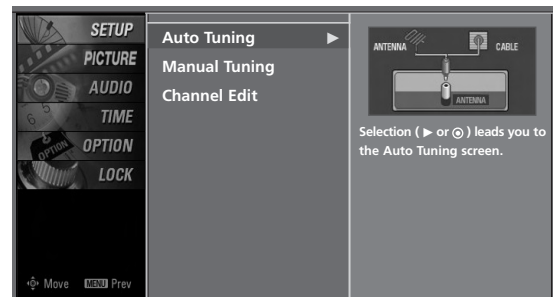 SETUP
PICTURE
AUDIO
TIME
OPTION
LOCK
Move MENU Prev
Auto Tuning ▶
Manual Tuning
Channel Edit
ANTENNA CABLE
ANTENNA
Selection ( ▶ or ◉ ) leads you to
the Auto Tuning screen.